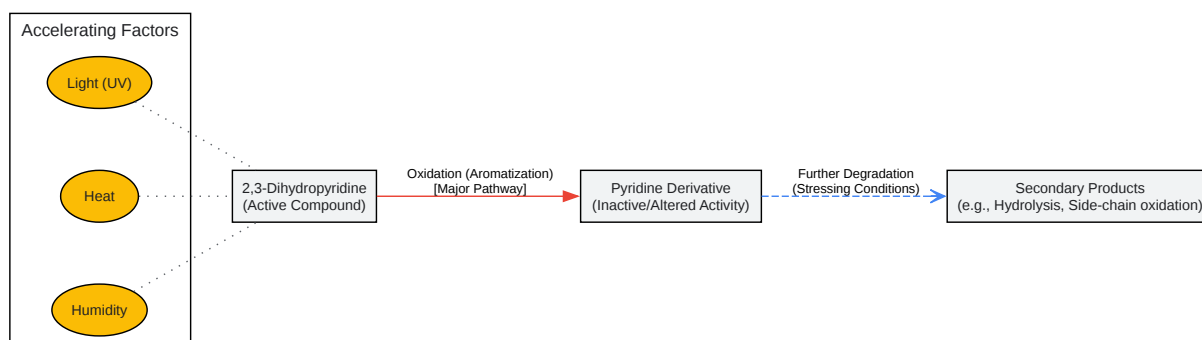 Accelerating Factors
Light (UV)
Heat
Humidity
2,3-Dihydropyridine
(Active Compound)
Oxidation (Aromatization)
[Major Pathway]
Pyridine Derivative
(Inactive/Altered Activity)
Further Degradation
(Stressing Conditions)
Secondary Products
(e.g., Hydrolysis, Side-chain oxidation)